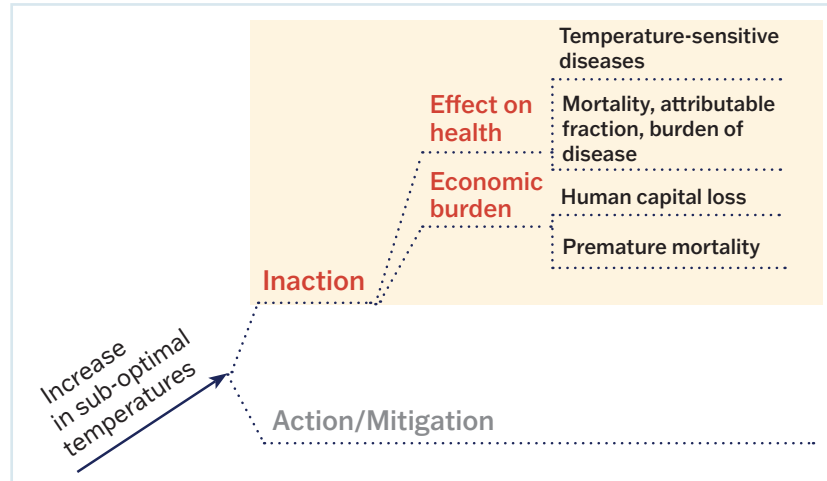 Temperature-sensitive
diseases
Effect on
health
Mortality, attributable
fraction, burden of
disease
Economic
burden
Human capital loss
Premature mortality
Inaction
Increase
in sub-optimal
temperatures
Action/Mitigation